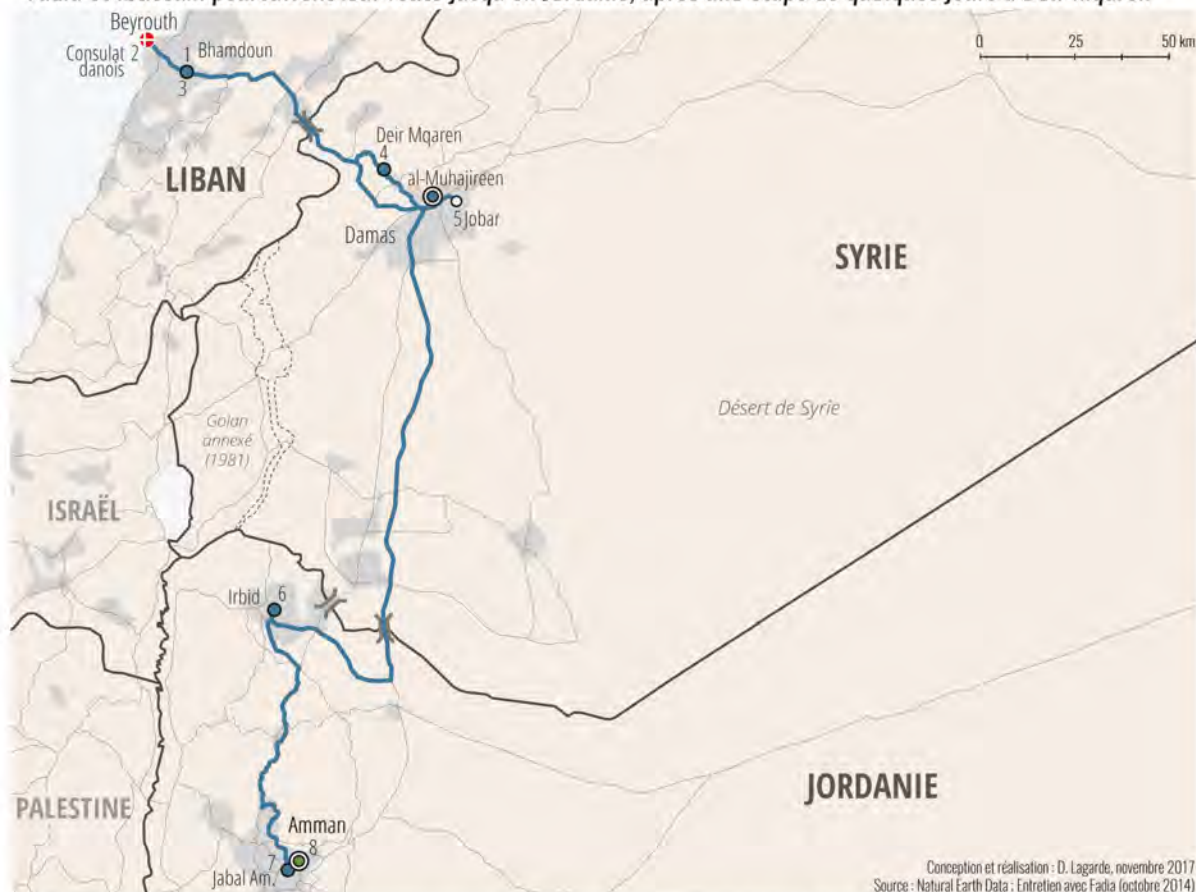 Beyrouth
Consulat 2
danois
1 Bhamdoun
3
0 25 50 km
Deir Mqaren
4
al-Muhajireen
5 Jobar
LIBAN
Damas
SYRIE
Golan
annexé
(1981)
Désert de Syrie
ISRAËL
Irbid 6
JORDANIE
PALESTINE
Amman
8
7
Jabal Am.
Conception et réalisation : D. Lagarde, novembre 2017
Source : Natural Earth Data ; Entretien avec Fadia (octobre 2014)